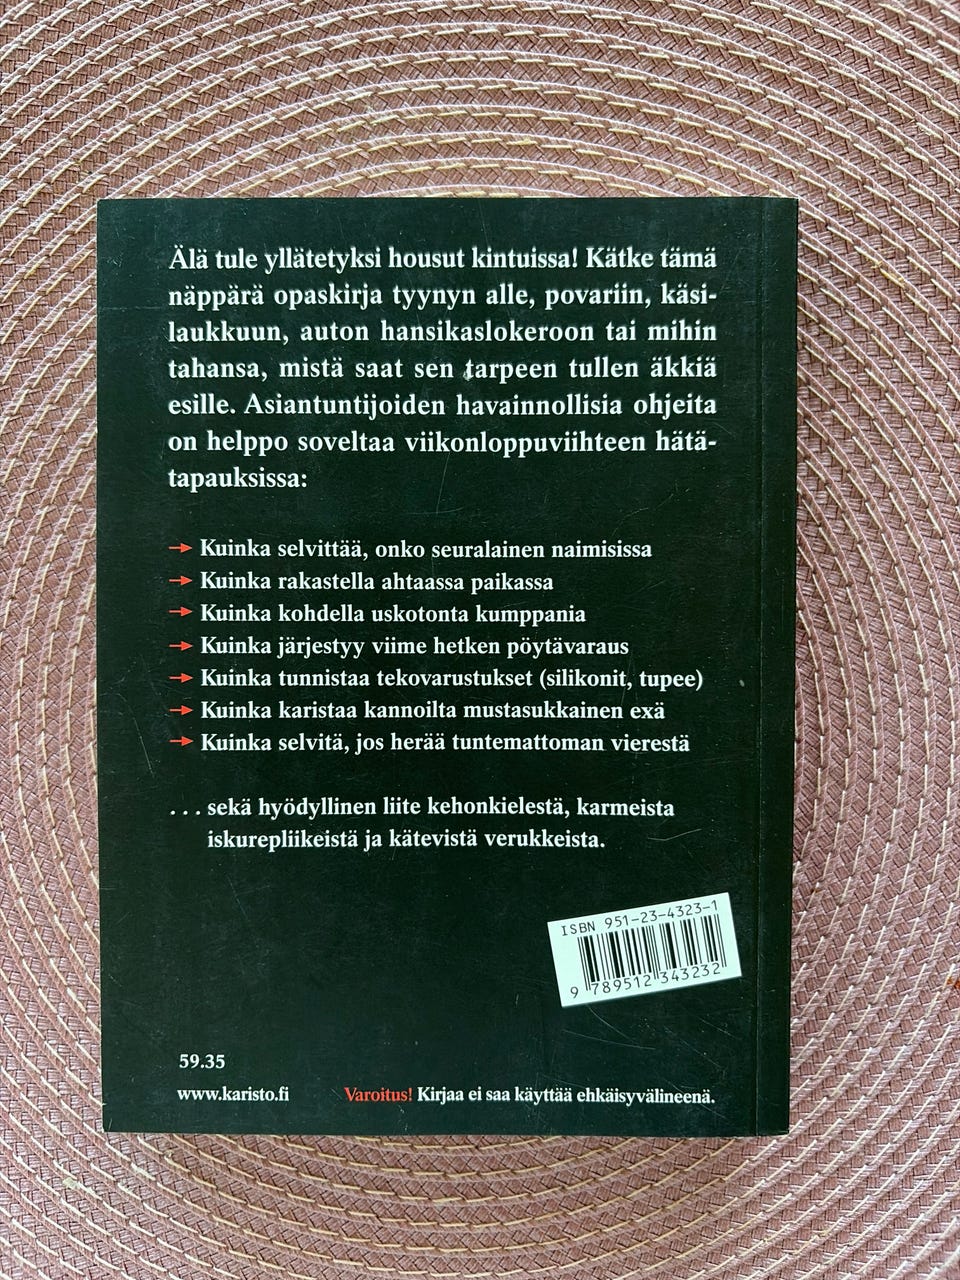 Älä tule yllätetyksi housut kintuissa! Kätke tämä
näppärä opaskirja tyynyn alle, povariin, käsi-
laukkuun, auton hansikaslokeroon tai mihin
tahansa, mistä saat sen tarpeen tullen äkkiä
esille. Asiantuntijoiden havainnollisia ohjeita
on helppo soveltaa viikonloppuviihteen hätä-
tapauksissa:
→ Kuinka selvittää, onko seuralainen naimisissa
→ Kuinka rakastella ahtaassa paikassa
→ Kuinka kohdella uskotonta kumppania
→ Kuinka järjestyy viime hetken pöytävaraus
→ Kuinka tunnistaa tekovarustukset (silikonit, tupee)
→ Kuinka karistaa kannoilta mustasukkainen exä
→ Kuinka selvitä, jos herää tuntemattoman vierestä
. . . sekä hyödyllinen liite kehonkielestä, karmeista
iskurepliikeistä ja kätevistä verukkeista.
ISBN 951-23-4323-1
9 789512 343232
59.35
www.karisto.fi Varoitus! Kirjaa ei saa käyttää ehkäisyvälineenä.